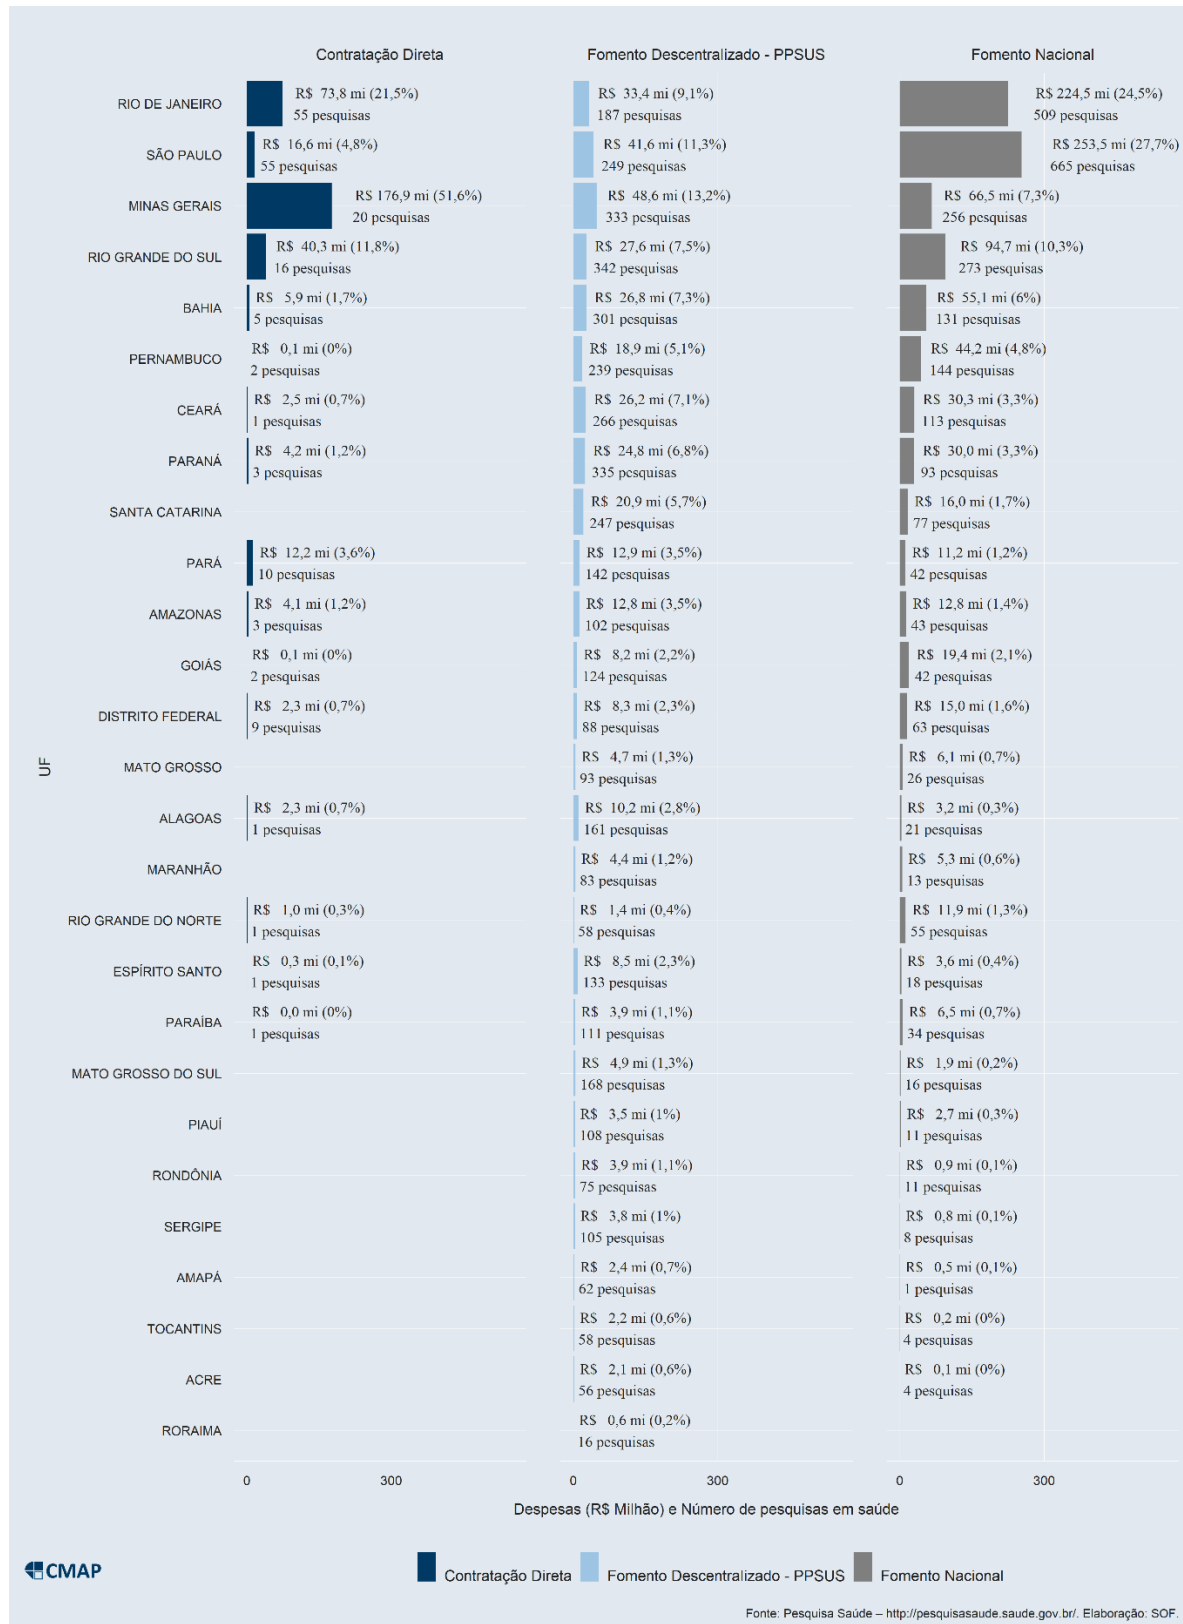 Contratação Direta
Fomento Descentralizado - PPSUS
Fomento Nacional
RIO DE JANEIRO
R$ 73,8 mi (21,5%)
55 pesquisas
R$ 33,4 mi (9,1%)
187 pesquisas
R$ 224,5 mi (24,5%)
509 pesquisas
SÃO PAULO
R$ 16,6 mi (4,8%)
55 pesquisas
R$ 41,6 mi (11,3%)
249 pesquisas
R$ 253,5 mi (27,7%)
665 pesquisas
MINAS GERAIS
R$ 176,9 mi (51,6%)
20 pesquisas
R$ 48,6 mi (13,2%)
333 pesquisas
R$ 66,5 mi (7,3%)
256 pesquisas
RIO GRANDE DO SUL
R$ 40,3 mi (11,8%)
16 pesquisas
R$ 27,6 mi (7,5%)
342 pesquisas
R$ 94,7 mi (10,3%)
273 pesquisas
BAHIA
R$ 5,9 mi (1,7%)
5 pesquisas
R$ 26,8 mi (7,3%)
301 pesquisas
R$ 55,1 mi (6%)
131 pesquisas
PERNAMBUCO
R$ 0,1 mi (0%)
2 pesquisas
R$ 18,9 mi (5,1%)
239 pesquisas
R$ 44,2 mi (4,8%)
144 pesquisas
CEARÁ
R$ 2,5 mi (0,7%)
1 pesquisas
R$ 26,2 mi (7,1%)
266 pesquisas
R$ 30,3 mi (3,3%)
113 pesquisas
PARANÁ
R$ 4,2 mi (1,2%)
3 pesquisas
R$ 24,8 mi (6,8%)
335 pesquisas
R$ 30,0 mi (3,3%)
93 pesquisas
SANTA CATARINA
R$ 20,9 mi (5,7%)
247 pesquisas
R$ 16,0 mi (1,7%)
77 pesquisas
PARÁ
R$ 12,2 mi (3,6%)
10 pesquisas
R$ 12,9 mi (3,5%)
142 pesquisas
R$ 11,2 mi (1,2%)
42 pesquisas
AMAZONAS
R$ 4,1 mi (1,2%)
3 pesquisas
R$ 12,8 mi (3,5%)
102 pesquisas
R$ 12,8 mi (1,4%)
43 pesquisas
GOIÁS
R$ 0,1 mi (0%)
2 pesquisas
R$ 8,2 mi (2,2%)
124 pesquisas
R$ 19,4 mi (2,1%)
42 pesquisas
DISTRITO FEDERAL
R$ 2,3 mi (0,7%)
9 pesquisas
R$ 8,3 mi (2,3%)
88 pesquisas
R$ 15,0 mi (1,6%)
63 pesquisas
UF
MATO GROSSO
R$ 4,7 mi (1,3%)
93 pesquisas
R$ 6,1 mi (0,7%)
26 pesquisas
ALAGOAS
R$ 2,3 mi (0,7%)
1 pesquisas
R$ 10,2 mi (2,8%)
161 pesquisas
R$ 3,2 mi (0,3%)
21 pesquisas
MARANHÃO
R$ 4,4 mi (1,2%)
83 pesquisas
R$ 5,3 mi (0,6%)
13 pesquisas
RIO GRANDE DO NORTE
R$ 1,0 mi (0,3%)
1 pesquisas
R$ 1,4 mi (0,4%)
58 pesquisas
R$ 11,9 mi (1,3%)
55 pesquisas
ESPÍRITO SANTO
R$ 0,3 mi (0,1%)
1 pesquisas
R$ 8,5 mi (2,3%)
133 pesquisas
R$ 3,6 mi (0,4%)
18 pesquisas
PARAÍBA
R$ 0,0 mi (0%)
1 pesquisas
R$ 3,9 mi (1,1%)
111 pesquisas
R$ 6,5 mi (0,7%)
34 pesquisas
MATO GROSSO DO SUL
R$ 4,9 mi (1,3%)
168 pesquisas
R$ 1,9 mi (0,2%)
16 pesquisas
PIAUÍ
R$ 3,5 mi (1%)
108 pesquisas
R$ 2,7 mi (0,3%)
11 pesquisas
RONDÔNIA
R$ 3,9 mi (1,1%)
75 pesquisas
R$ 0,9 mi (0,1%)
11 pesquisas
SERGIPE
R$ 3,8 mi (1%)
105 pesquisas
R$ 0,8 mi (0,1%)
8 pesquisas
AMAPÁ
R$ 2,4 mi (0,7%)
62 pesquisas
R$ 0,5 mi (0,1%)
1 pesquisas
TOCANTINS
R$ 2,2 mi (0,6%)
58 pesquisas
R$ 0,2 mi (0%)
4 pesquisas
ACRE
R$ 2,1 mi (0,6%)
56 pesquisas
R$ 0,1 mi (0%)
4 pesquisas
RORAIMA
R$ 0,6 mi (0,2%)
16 pesquisas
0 300 0 300 0 300
Despesas (R$ Milhão) e Número de pesquisas em saúde
CMAP
Contratação Direta Fomento Descentralizado - PPSUS Fomento Nacional
Fonte: Pesquisa Saúde – http://pesquisasaude.saude.gov.br/. Elaboração: SOF.